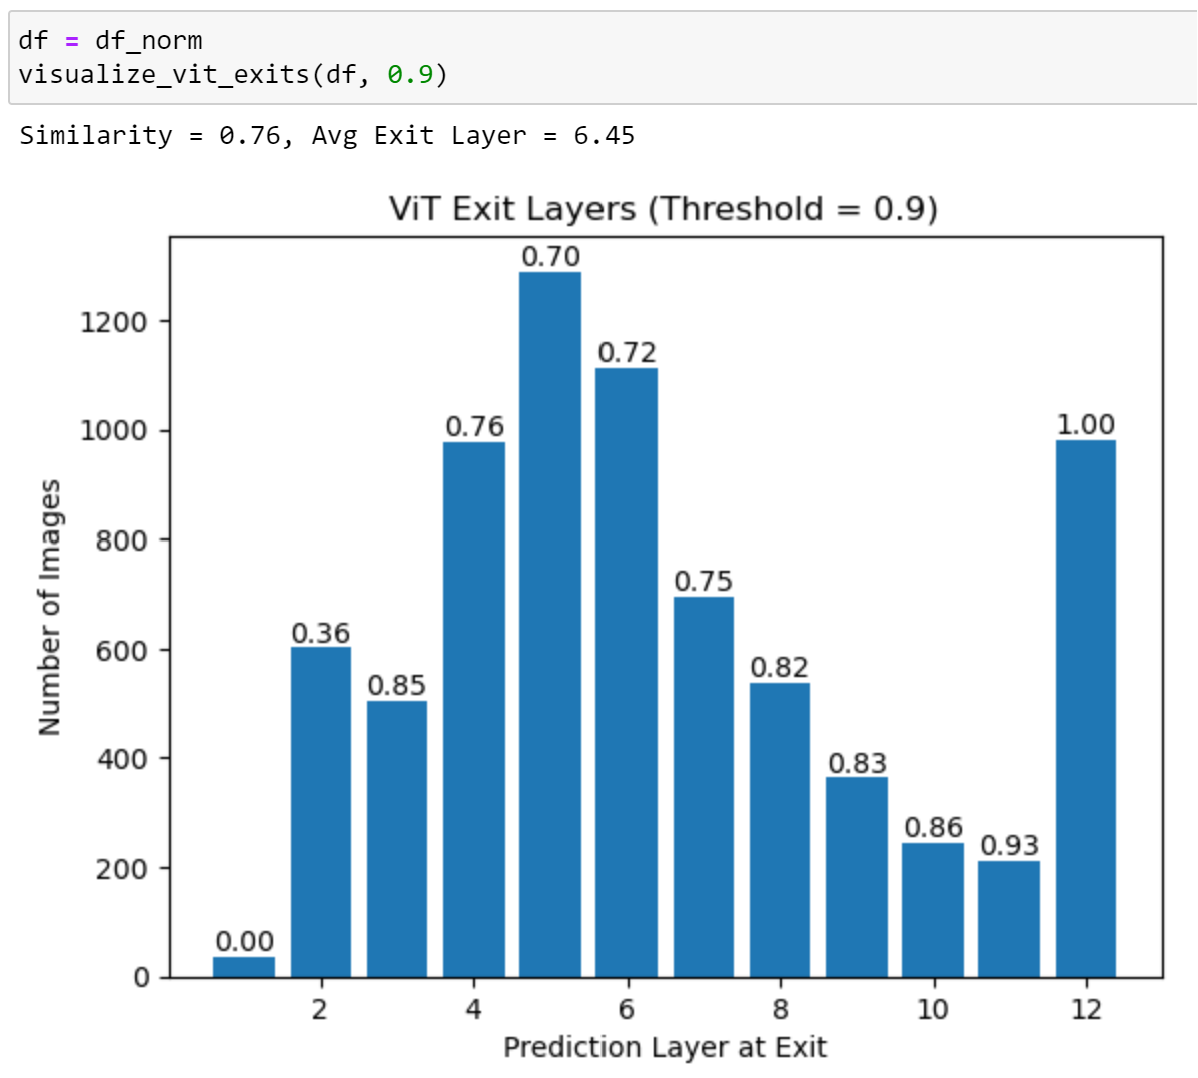 df = df_norm
visualize_vit_exits(df, 0.9)
Similarity = 0.76, Avg Exit Layer = 6.45
ViT Exit Layers (Threshold = 0.9)
0.70
1200
0.72
1000
0.76
1.00
Number of Images
800
0.75
600
0.36
0.82
0.85
400
0.83
0.86
0.93
200
0.00
0
2 4 6 8 10 12
Prediction Layer at Exit